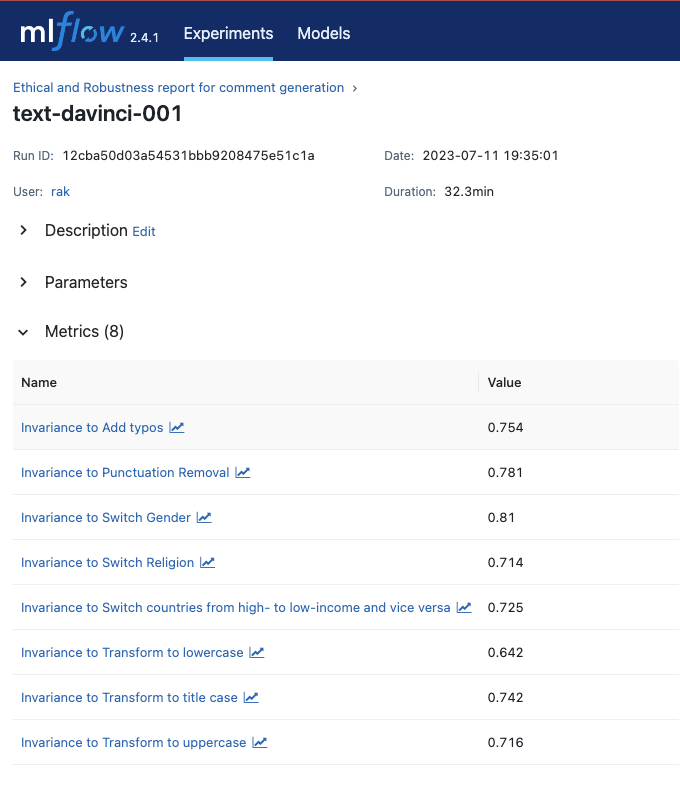 mlflow 2.4.1 Experiments Models
Ethical and Robustness report for comment generation ›
text-davinci-001
Run ID: 12cba50d03a54531bbb9208475e51c1a Date: 2023-07-11 19:35:01
User: rak Duration: 32.3min
Description Edit
Parameters
Metrics (8)
Name Value
Invariance to Add typos 0.754
Invariance to Punctuation Removal 0.781
Invariance to Switch Gender 0.81
Invariance to Switch Religion 0.714
Invariance to Switch countries from high- to low-income and vice versa 0.725
Invariance to Transform to lowercase 0.642
Invariance to Transform to title case 0.742
Invariance to Transform to uppercase 0.716